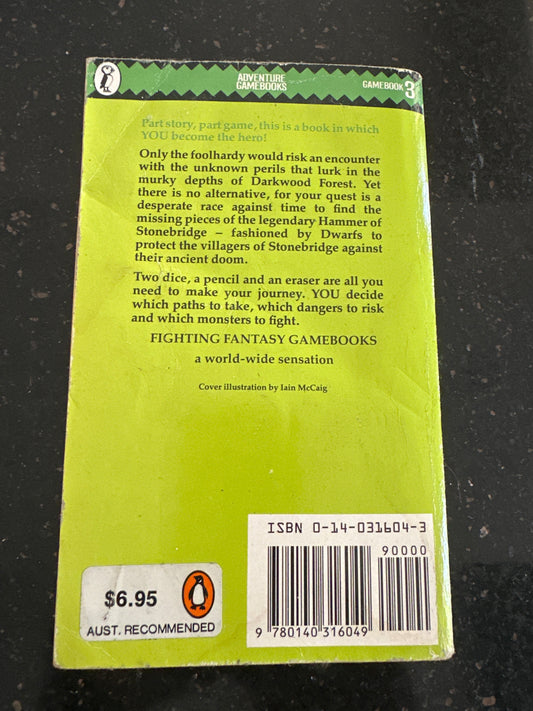 ADVENTURE
GAMEBOOKS
GAMEBOOK 3
Part story, part game, this is a book in which
YOU become the hero!
Only the foolhardy would risk an encounter
with the unknown perils that lurk in the
murky depths of Darkwood Forest. Yet
there is no alternative, for your quest is a
desperate race against time to find the
missing pieces of the legendary Hammer of
Stonebridge – fashioned by Dwarfs to
protect the villagers of Stonebridge against
their ancient doom.
Two dice, a pencil and an eraser are all you
need to make your journey. YOU decide
which paths to take, which dangers to risk
and which monsters to fight.
FIGHTING FANTASY GAMEBOOKS
a world-wide sensation
Cover illustration by Iain McCaig
ISBN 0-14-031604-3
90000
9 780140 316049
$6.95
AUST. RECOMMENDED